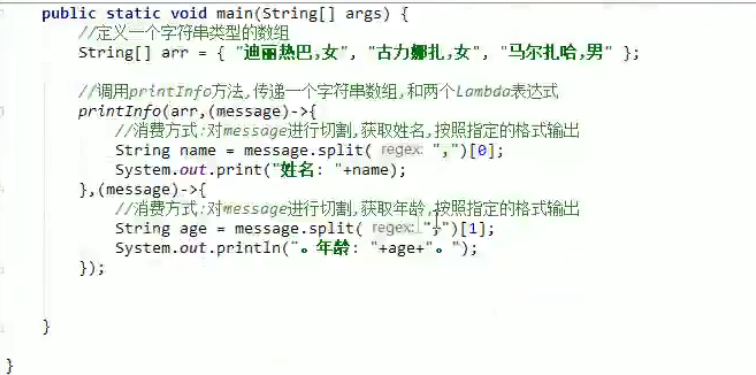 public static void main(String[] args) {
//定义一个字符串类型的数组
String[] arr = { "迪丽热巴,女", "古力娜扎,女", "马尔扎哈,男" };
//调用printInfo方法,传递一个字符串数组,和两个Lambda表达式
printInfo(arr,(message)->{
//消费方式:对message进行切割,获取姓名,按照指定的格式输出
String name = message.split( regex: ",")[0];
System.out.print("姓名: "+name);
},(message)->{
//消费方式:对message进行切割,获取年龄,按照指定的格式输出
String age = message.split( regex: ",")[1];
System.out.println("。年龄: "+age+"。");
});
}
}